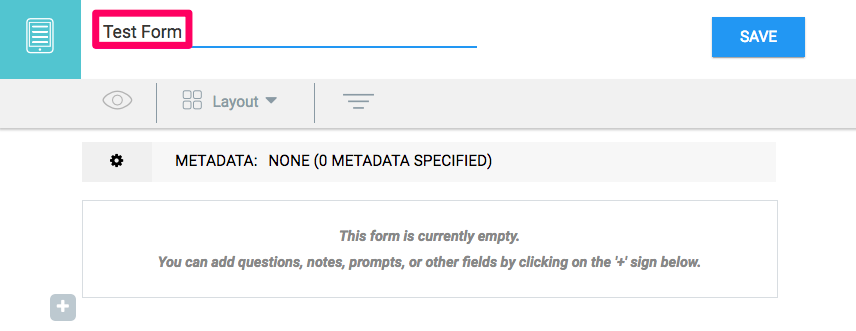 Test Form
SAVE
Layout
METADATA: NONE (0 METADATA SPECIFIED)
This form is currently empty.
You can add questions, notes, prompts, or other fields by clicking on the '+' sign below.
+